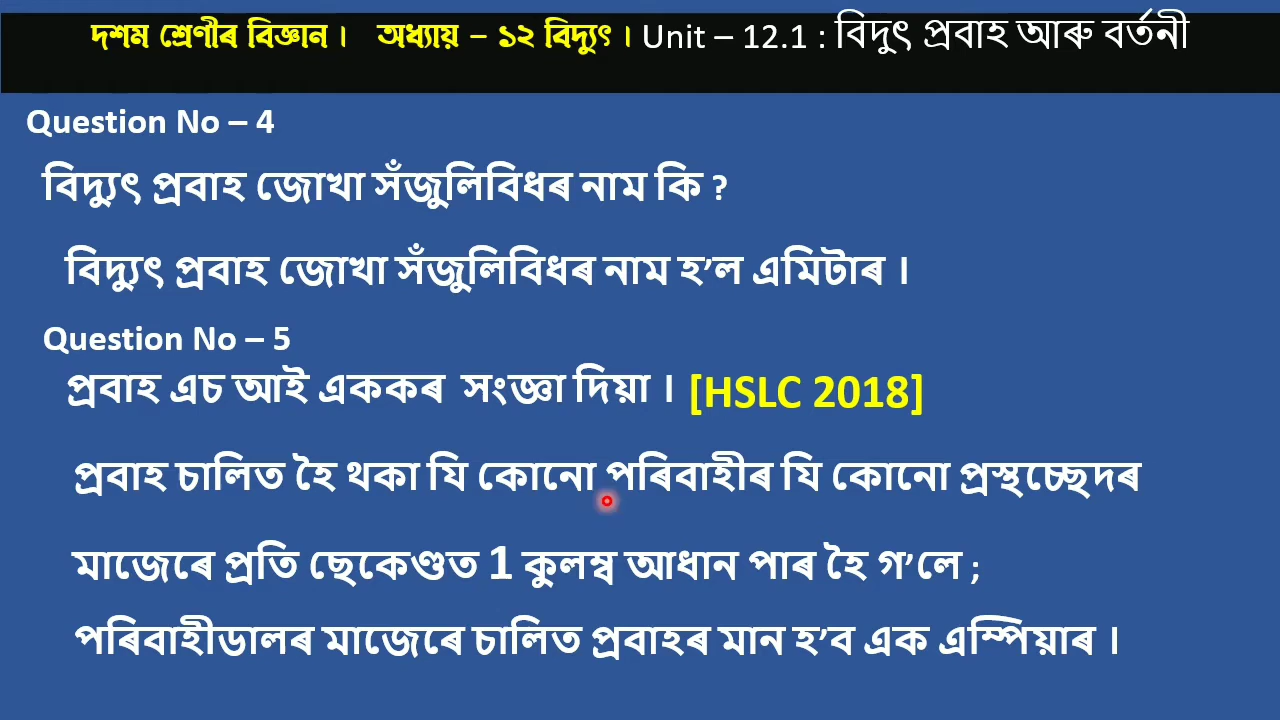 দশম শ্ৰেণীৰ বিজ্ঞান । অধ্যায় – ১২ বিদ্যুৎ । Unit – 12.1 : বিদুৎ প্ৰবাহ আৰু বৰ্তনী
Question No – 4
বিদ্যুৎ প্ৰবাহ জোখা সঁজুলিবিধৰ নাম কি ?
বিদ্যুৎ প্ৰবাহ জোখা সঁজুলিবিধৰ নাম হ’ল এমিটাৰ ।
Question No – 5
প্ৰবাহ এচ আই এককৰ সংজ্ঞা দিয়া । [HSLC 2018]
প্ৰবাহ চালিত হৈ থকা যি কোনো পৰিবাহীৰ যি কোনো প্ৰস্থচ্ছেদৰ
মাজেৰে প্ৰতি ছেকেণ্ডত 1 কুলম্ব আধান পাৰ হৈ গ’লে ;
পৰিবাহীডালৰ মাজেৰে চালিত প্ৰবাহৰ মান হ’ব এক এম্পিয়াৰ ।